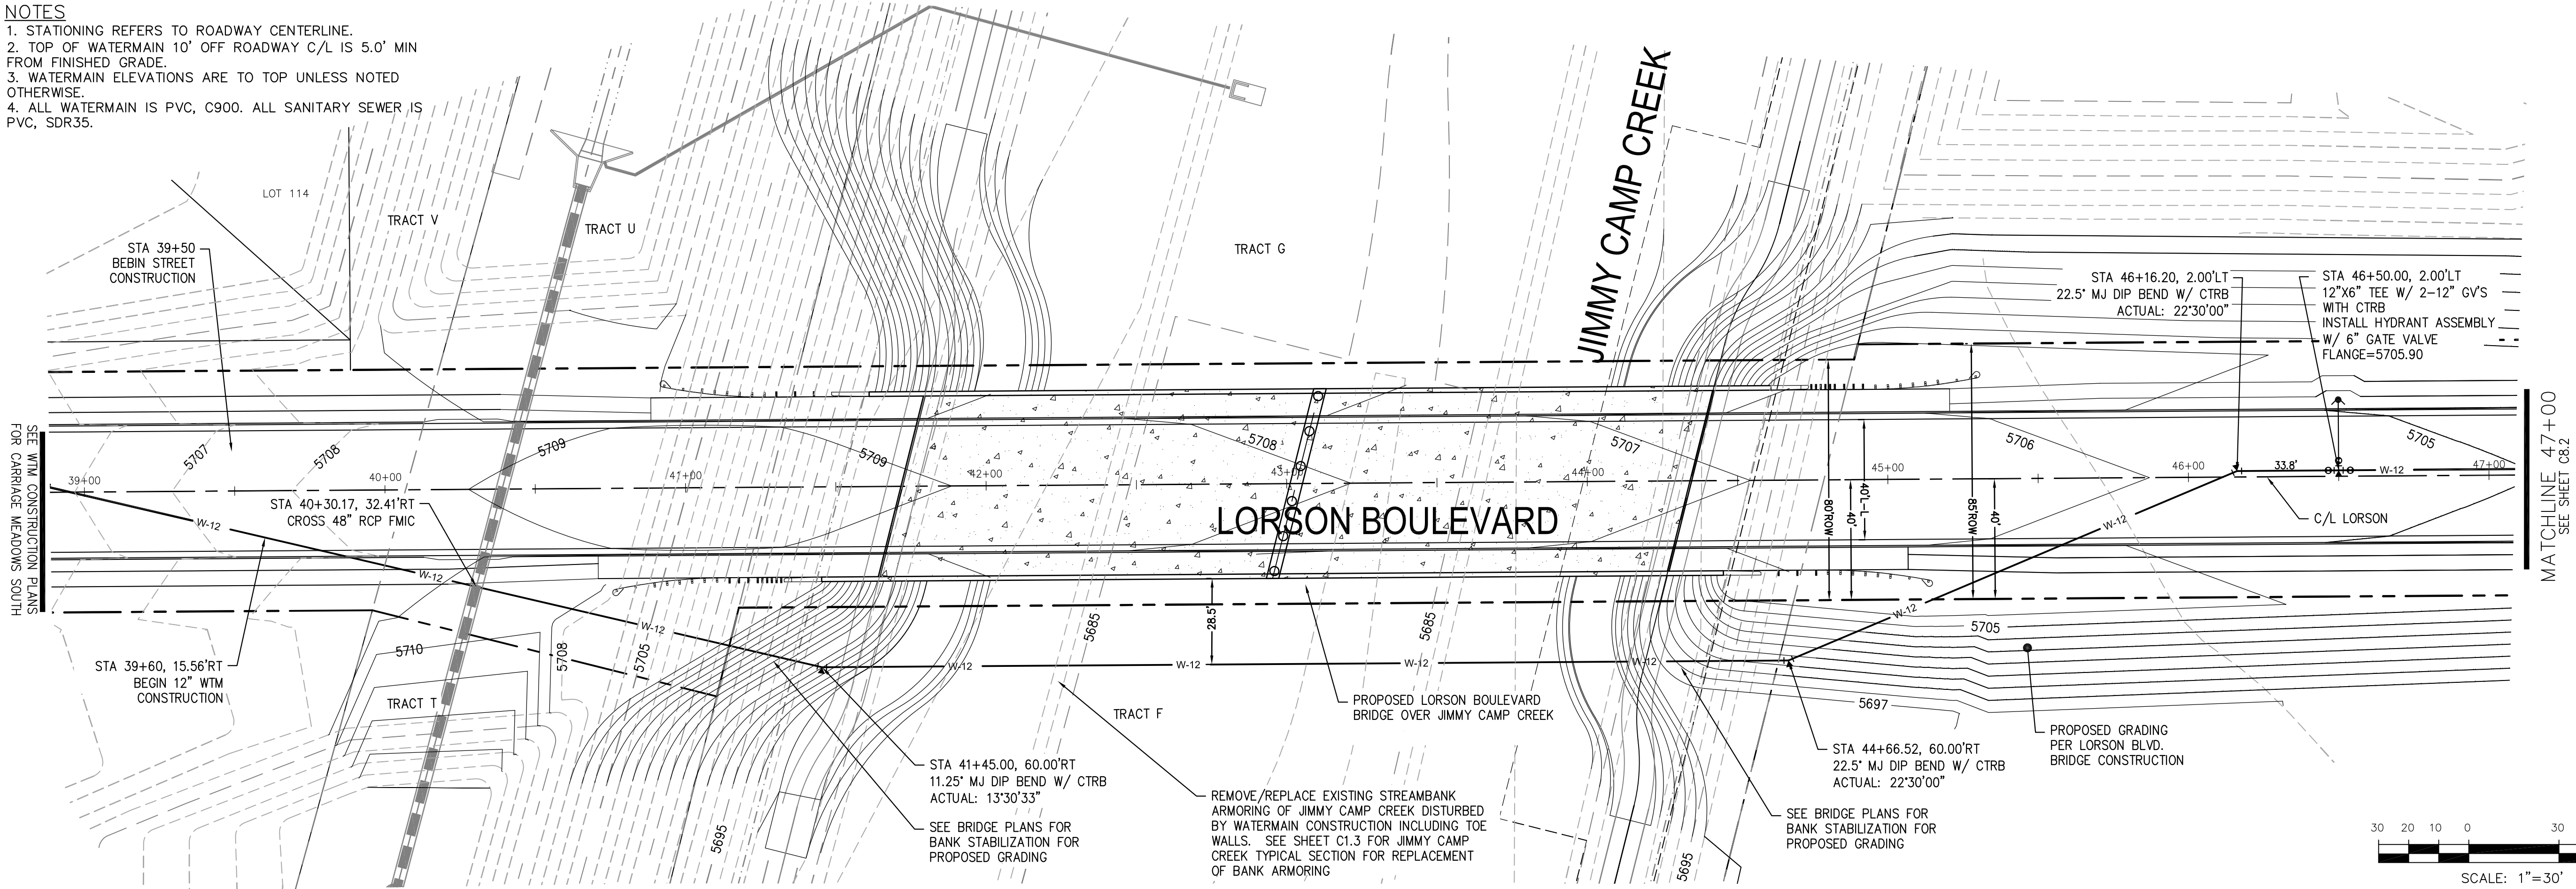 NOTES
1. STATIONING REFERS TO ROADWAY CENTERLINE.
2. TOP OF WATERMAIN 10' OFF ROADWAY C/L IS 5.0' MIN
FROM FINISHED GRADE.
3. WATERMAIN ELEVATIONS ARE TO TOP UNLESS NOTED
OTHERWISE.
4. ALL WATERMAIN IS PVC, C900. ALL SANITARY SEWER IS
PVC, SDR35.
LOT 114
TRACT V
TRACT U
TRACT G
JIMMY CAMP CREEK
STA 39+50
BEBIN STREET
CONSTRUCTION
STA 46+16.20, 2.00'LT
22.5° MJ DIP BEND W/ CTRB
ACTUAL: 22°30'00"
STA 46+50.00, 2.00'LT
12"X6" TEE W/ 2-12" GV'S
WITH CTRB
INSTALL HYDRANT ASSEMBLY
W/ 6" GATE VALVE
FLANGE=5705.90
SEE WTM CONSTRUCTION PLANS
FOR CARRIAGE MEADOWS SOUTH
5707
5708
5709
5709
5708
5707
5706
5705
39+00
40+00
41+00
42+00
43+00
44+00
45+00
46+00
47+00
33.8'
W-12
STA 40+30.17, 32.41'RT
CROSS 48" RCP FMIC
LORSON BOULEVARD
80'ROW
40'
40'L-L
85'ROW
40'
C/L LORSON
MATCHLINE 47+00
SEE SHEET C8.2
W-12
W-12
W-12
W-12
W-12
W-12
W-12
W-12
W-12
W-12
28.5'
5710
5708
5705
5685
5685
5705
5697
5695
5695
STA 39+60, 15.56'RT
BEGIN 12" WTM
CONSTRUCTION
TRACT T
TRACT F
PROPOSED LORSON BOULEVARD
BRIDGE OVER JIMMY CAMP CREEK
STA 41+45.00, 60.00'RT
11.25° MJ DIP BEND W/ CTRB
ACTUAL: 13°30'33"
SEE BRIDGE PLANS FOR
BANK STABILIZATION FOR
PROPOSED GRADING
REMOVE/REPLACE EXISTING STREAMBANK
ARMORING OF JIMMY CAMP CREEK DISTURBED
BY WATERMAIN CONSTRUCTION INCLUDING TOE
WALLS. SEE SHEET C1.3 FOR JIMMY CAMP
CREEK TYPICAL SECTION FOR REPLACEMENT
OF BANK ARMORING
STA 44+66.52, 60.00'RT
22.5° MJ DIP BEND W/ CTRB
ACTUAL: 22°30'00"
SEE BRIDGE PLANS FOR
BANK STABILIZATION FOR
PROPOSED GRADING
PROPOSED GRADING
PER LORSON BLVD.
BRIDGE CONSTRUCTION
30 20 10 0 30
SCALE: 1"=30'